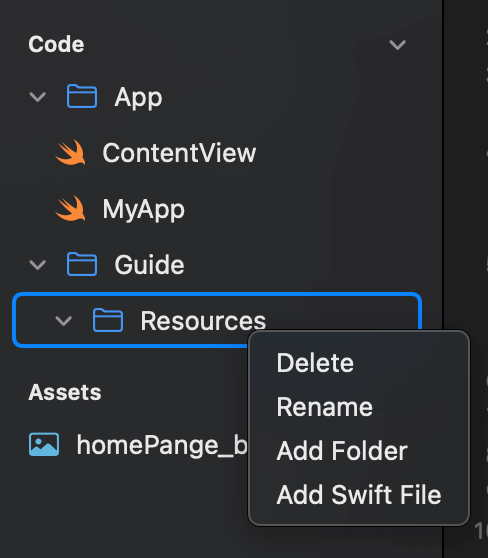 Code
App
ContentView
MyApp
Guide
Resources
Delete
Rename
Add Folder
Add Swift File
Assets
homePange_b